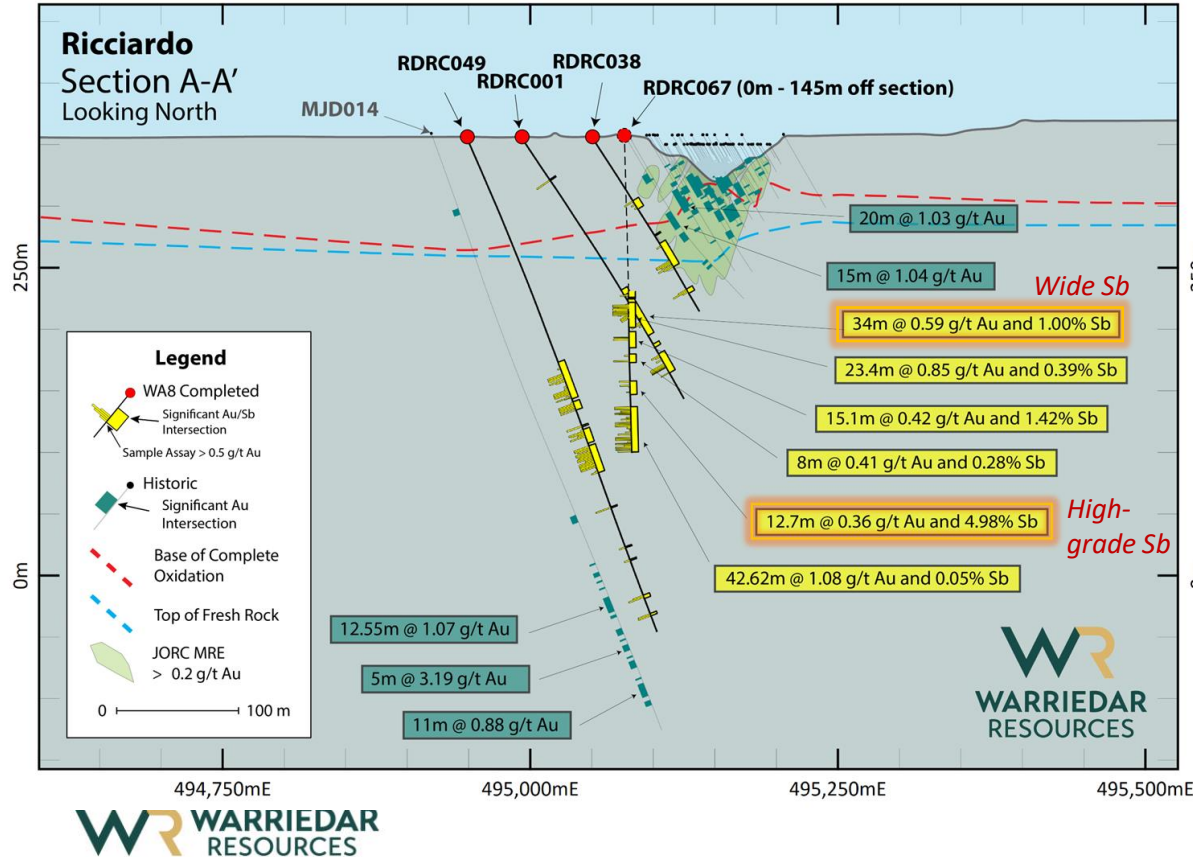 Ricciardo
Section A-A'
Looking North
MJD014
RDRC049
RDRC001
RDRC038
RDRC067 (0m - 145m off section)
250m
0m
20m @ 1.03 g/t Au
15m @ 1.04 g/t Au
Wide Sb
34m @ 0.59 g/t Au and 1.00% Sb
23.4m @ 0.85 g/t Au and 0.39% Sb
15.1m @ 0.42 g/t Au and 1.42% Sb
8m @ 0.41 g/t Au and 0.28% Sb
12.7m @ 0.36 g/t Au and 4.98% Sb
High-
grade Sb
42.62m @ 1.08 g/t Au and 0.05% Sb
12.55m @ 1.07 g/t Au
5m @ 3.19 g/t Au
11m @ 0.88 g/t Au
Legend
WA8 Completed
Significant Au/Sb
Intersection
Sample Assay > 0.5 g/t Au
Historic
Significant Au
Intersection
Base of Complete
Oxidation
Top of Fresh Rock
JORC MRE
> 0.2 g/t Au
0 100 m
WR
WARRIEDAR
RESOURCES
494,750mE
495,000mE
495,250mE
495,500mE
WR WARRIEDAR
RESOURCES